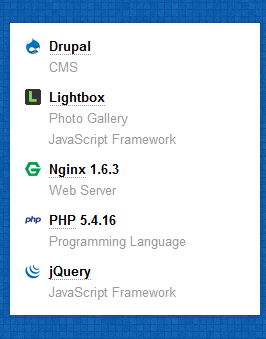 Drupal
CMS
Lightbox
Photo Gallery
JavaScript Framework
Nginx 1.6.3
Web Server
php PHP 5.4.16
Programming Language
jQuery
JavaScript Framework